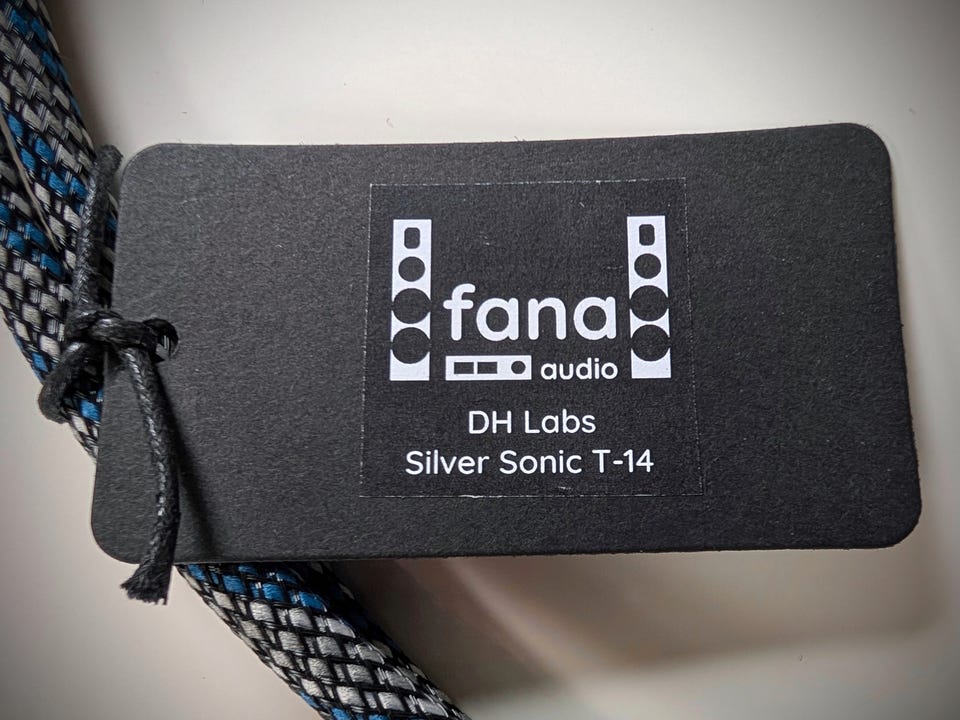 fana
audio
DH Labs
Silver Sonic T-14